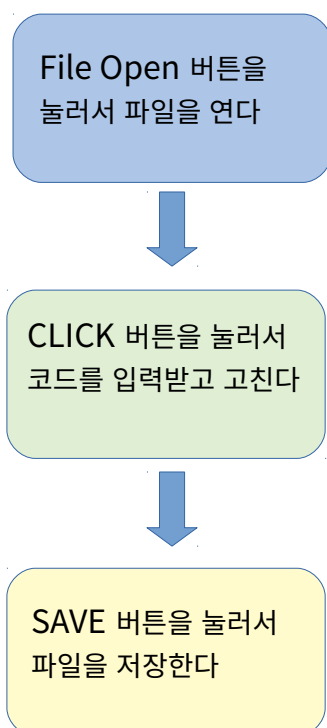 File Open 버튼을
눌러서 파일을 연다
CLICK 버튼을 눌러서
코드를 입력받고 고친다
SAVE 버튼을 눌러서
파일을 저장한다